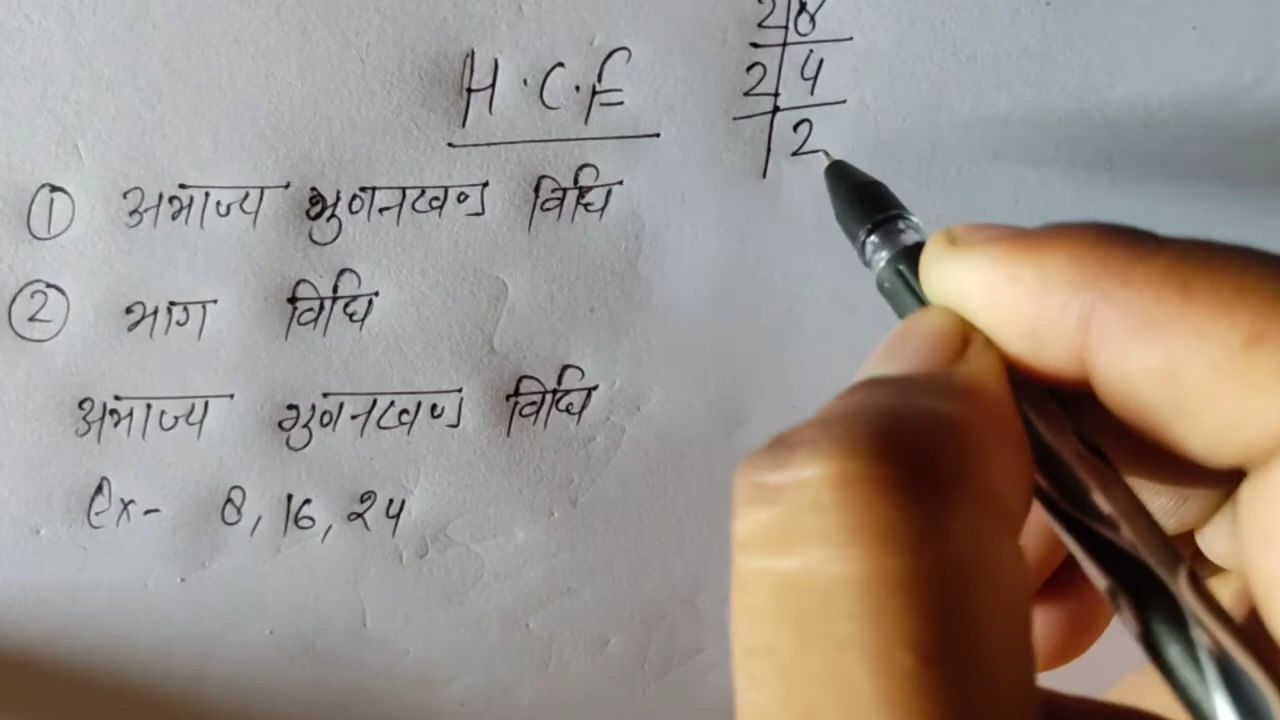 H.C.F
① अभाज्य गुणनखण्ड विधि
② भाग विधि
अभाज्य गुणनखण्ड विधि
Ex- 8, 16, 24
2|8
2|4
|2